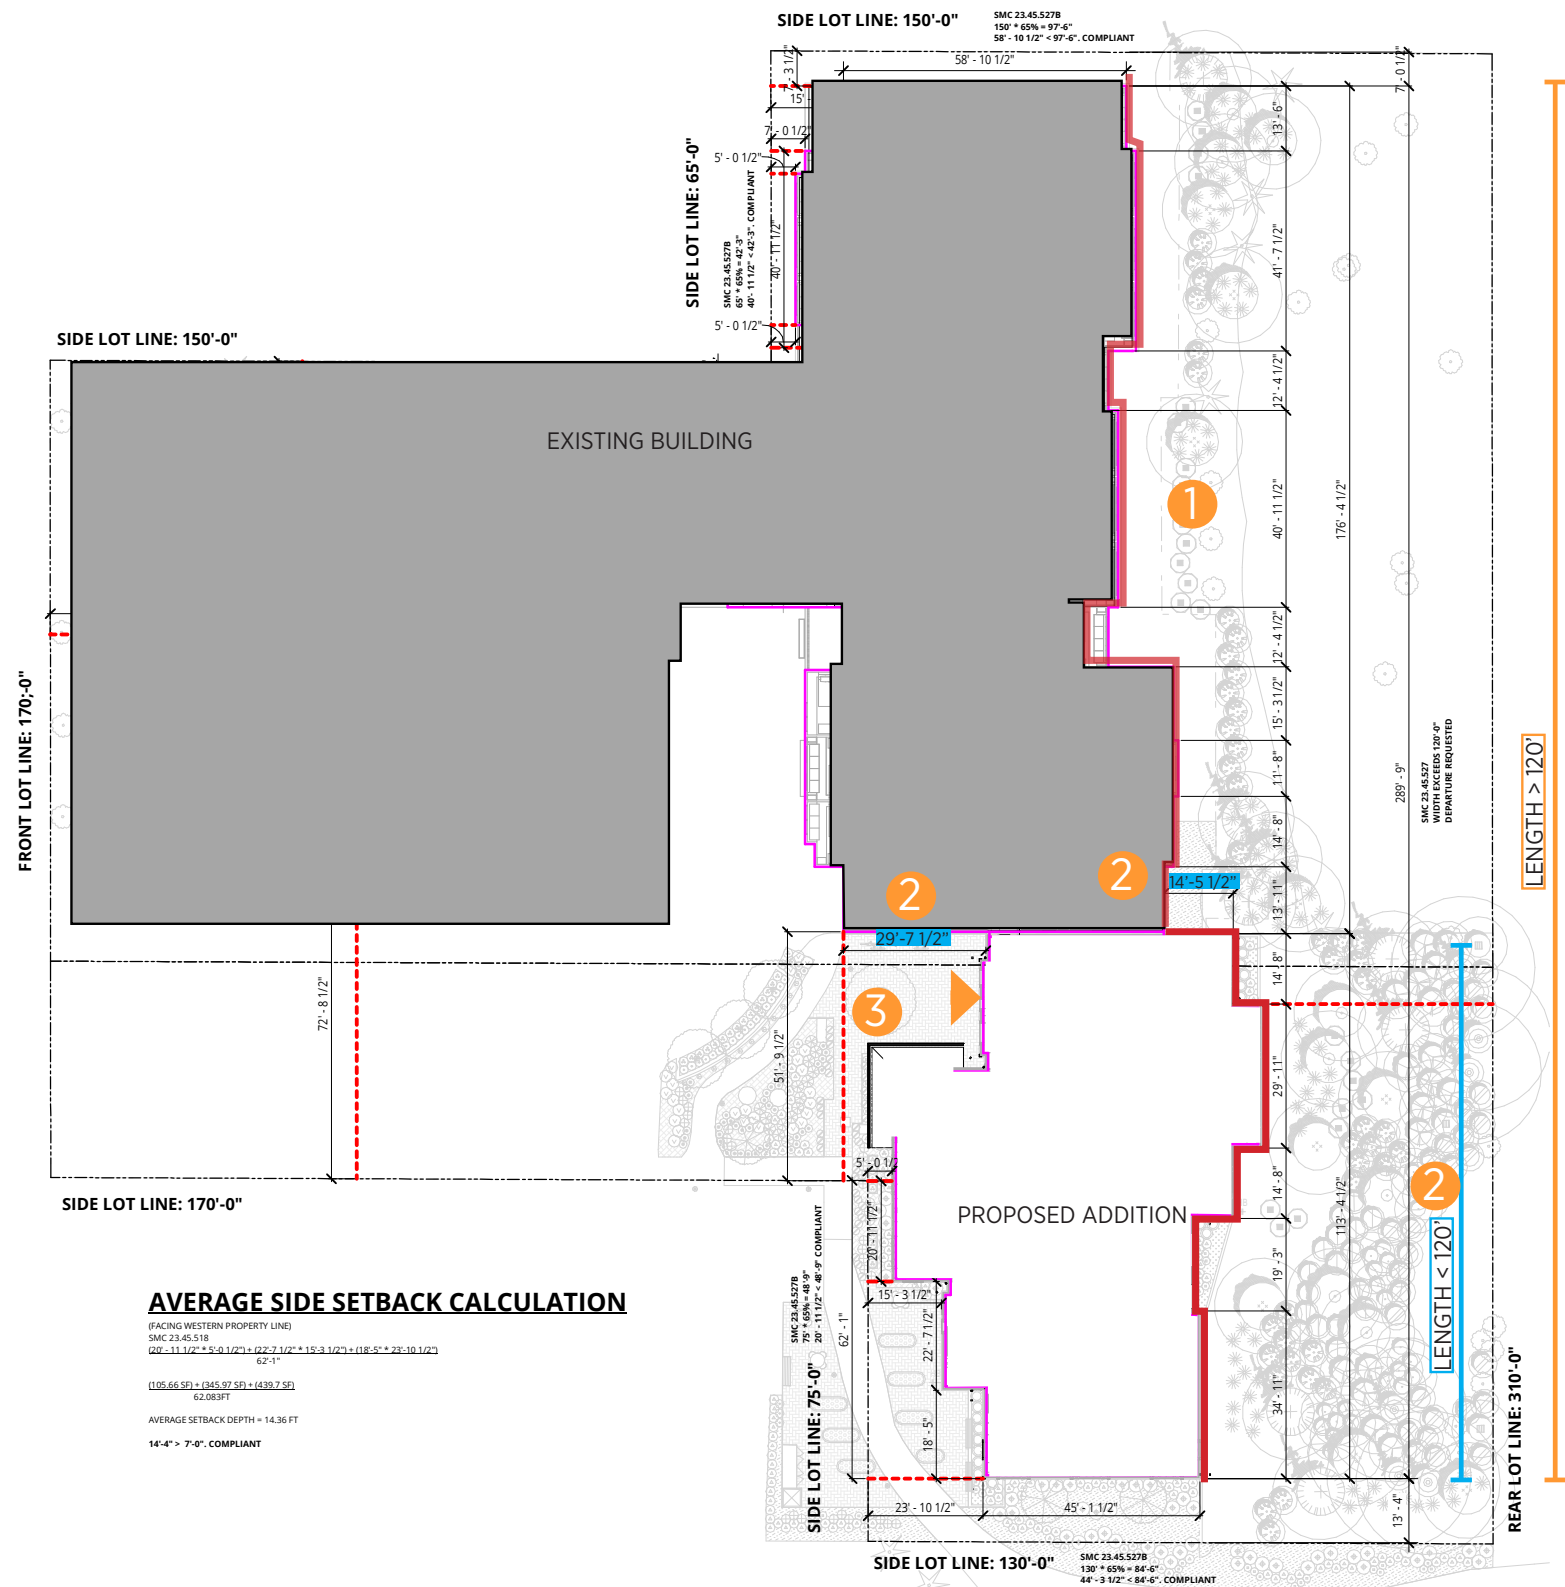 SIDE LOT LINE: 150'-0"
SMC 23.45.527B
150' * 65% = 97'-6"
58' - 10 1/2" < 97'-6". COMPLIANT
58' - 10 1/2"
7' - 0 1/2"
- 3 1/2"
15'
7' - 0 1/2"
5' - 0 1/2"
13' - 6"
SIDE LOT LINE: 65'-0"
SMC 23.45.527B
65' * 65% = 42'-3"
40'- 11 1/2" < 42'-3". COMPLIANT
40' - 11 1/2"
41' - 7 1/2"
5' - 0 1/2"
SIDE LOT LINE: 150'-0"
12' - 4 1/2"
EXISTING BUILDING
1
40' - 11 1/2"
176' - 4 1/2"
12' - 4 1/2"
FRONT LOT LINE: 170;-0"
15' - 3 1/2"
11' - 8"
14' - 8"
289' - 9"
SMC 23.45.527
WIDTH EXCEEDS 120'-0"
DEPARTURE REQUESTED
LENGTH > 120'
2
2
14'-5 1/2"
13' - 11"
29'-7 1/2"
72' - 8 1/2"
51' - 9 1/2"
3
14' - 8"
29' - 11"
5' - 0 1/2
14' - 8"
113' - 4 1/2"
2
SIDE LOT LINE: 170'-0"
PROPOSED ADDITION
20' - 11 1/2"
SMC 23.45.527B
75' * 65% = 48'-9"
20' - 11 1/2" < 48'-9" COMPLIANT
62' - 1"
15' - 3 1/2"
22' - 7 1/2"
19' - 3"
LENGTH < 120'
AVERAGE SIDE SETBACK CALCULATION
(FACING WESTERN PROPERTY LINE)
SMC 23.45.518
(20' - 11 1/2" * 5'-0 1/2") + (22'-7 1/2" * 15'-3 1/2") + (18'-5" * 23'-10 1/2")
62'-1"
(105.66 SF) + (345.97 SF) + (439.7 SF)
62.083FT
AVERAGE SETBACK DEPTH = 14.36 FT
14'-4" > 7'-0". COMPLIANT
SIDE LOT LINE: 75'-0"
18' - 5"
34' - 11"
REAR LOT LINE: 310'-0"
23' - 10 1/2"
45' - 1 1/2"
13' - 4"
SIDE LOT LINE: 130'-0"
SMC 23.45.527B
130' * 65% = 84'-6"
44' - 3 1/2" < 84'-6". COMPLIANT